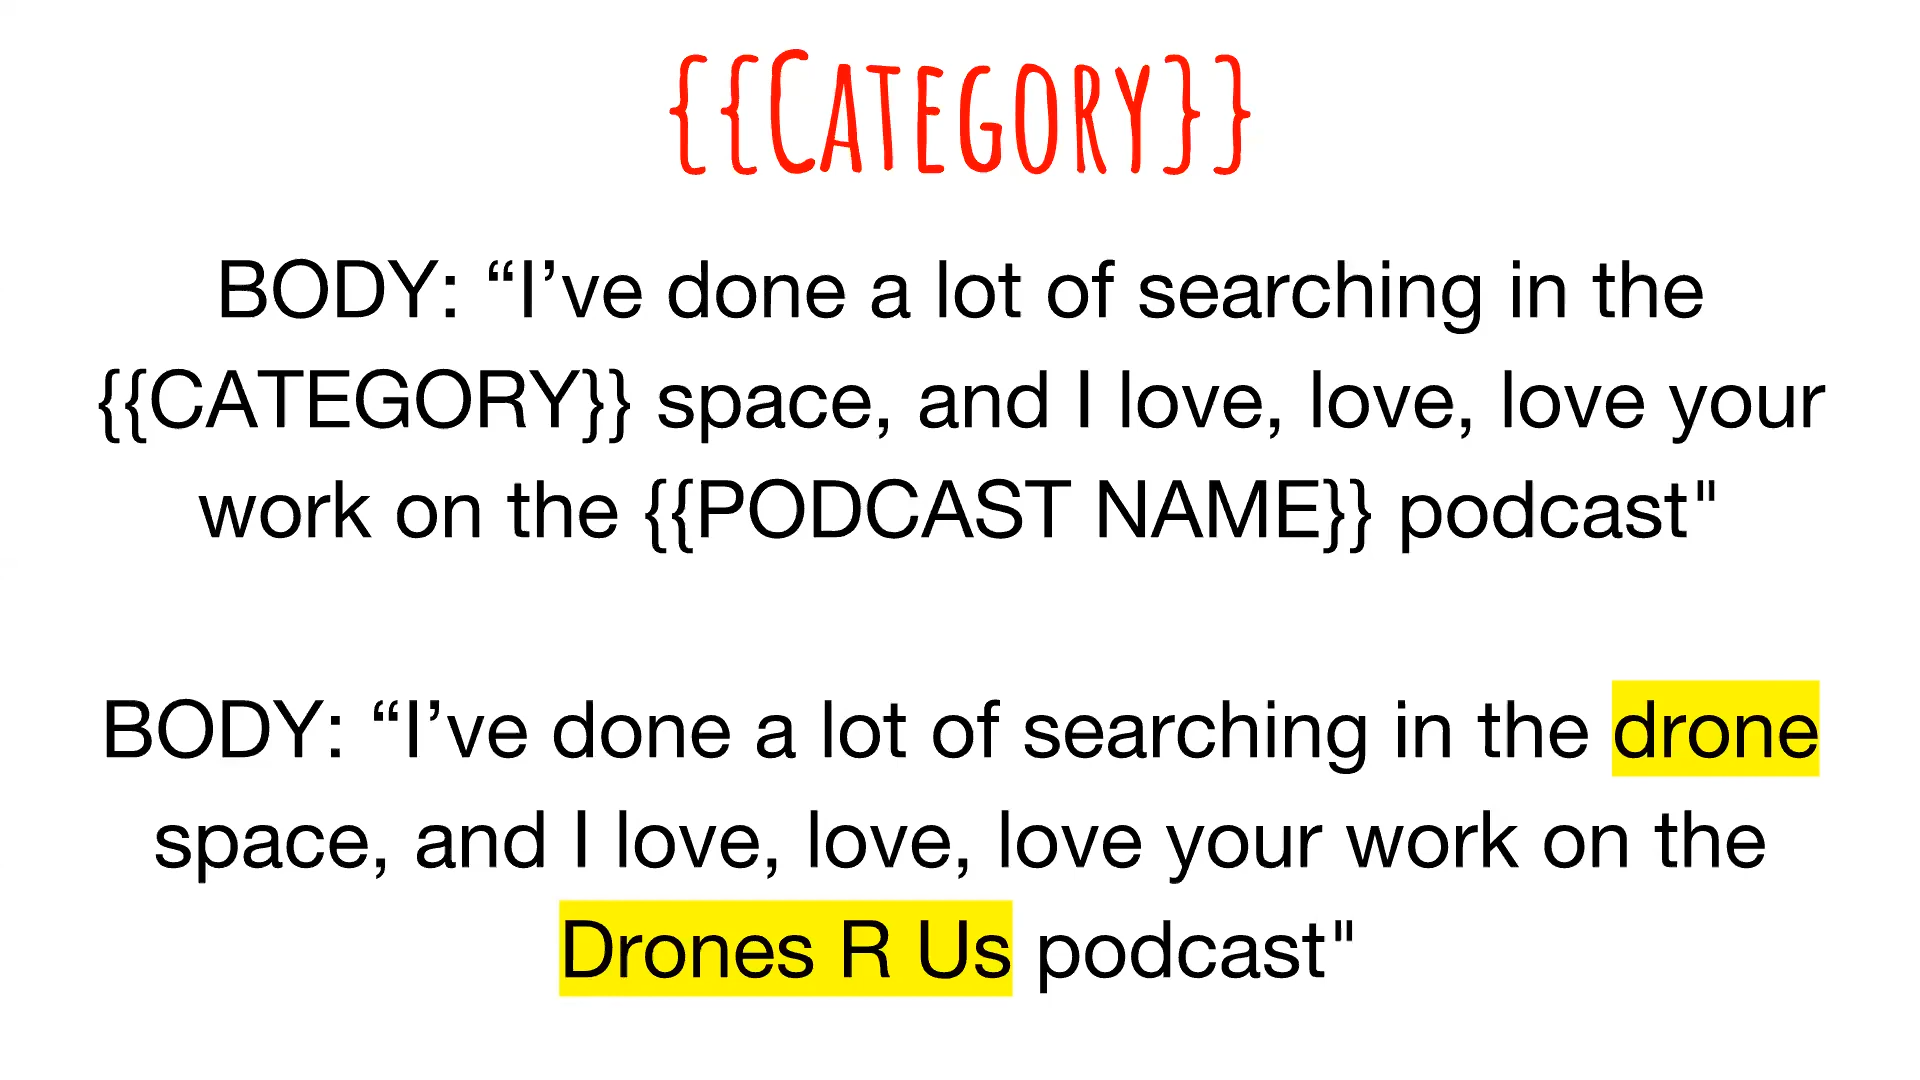 {{Category}}
BODY: “I’ve done a lot of searching in the
{{CATEGORY}} space, and I love, love, love your
work on the {{PODCAST NAME}} podcast"
BODY: “I’ve done a lot of searching in the drone
space, and I love, love, love your work on the
Drones R Us podcast"